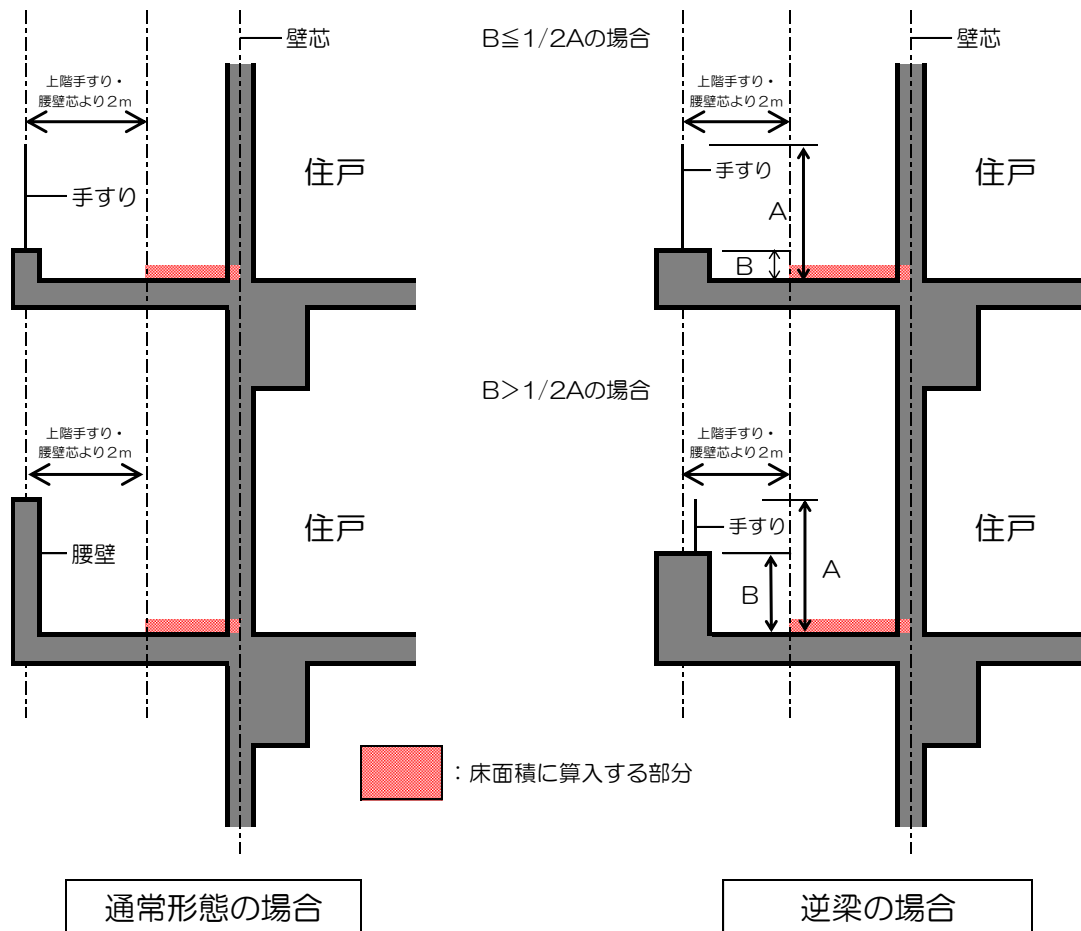 壁芯
B≦1/2Aの場合
壁芯
上階手すり・
腰壁芯より2m
上階手すり・
腰壁芯より2m
住戸
手すり
手すり
住戸
A
B
B>1/2Aの場合
上階手すり・
腰壁芯より2m
上階手すり・
腰壁芯より2m
住戸
腰壁
手すり
住戸
A
B
:床面積に算入する部分
通常形態の場合
逆梁の場合